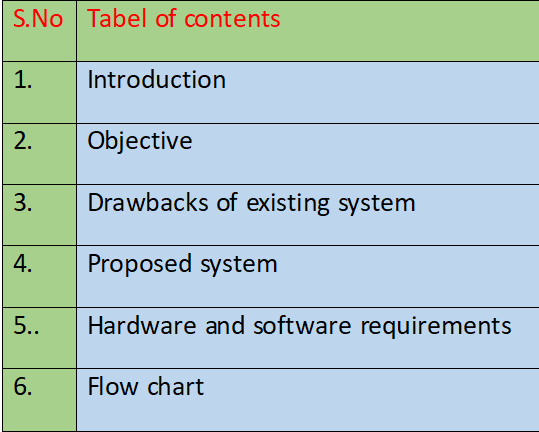 S.No Tabel of contents
1. Introduction
2. Objective
3. Drawbacks of existing system
4. Proposed system
5.. Hardware and software requirements
6. Flow chart